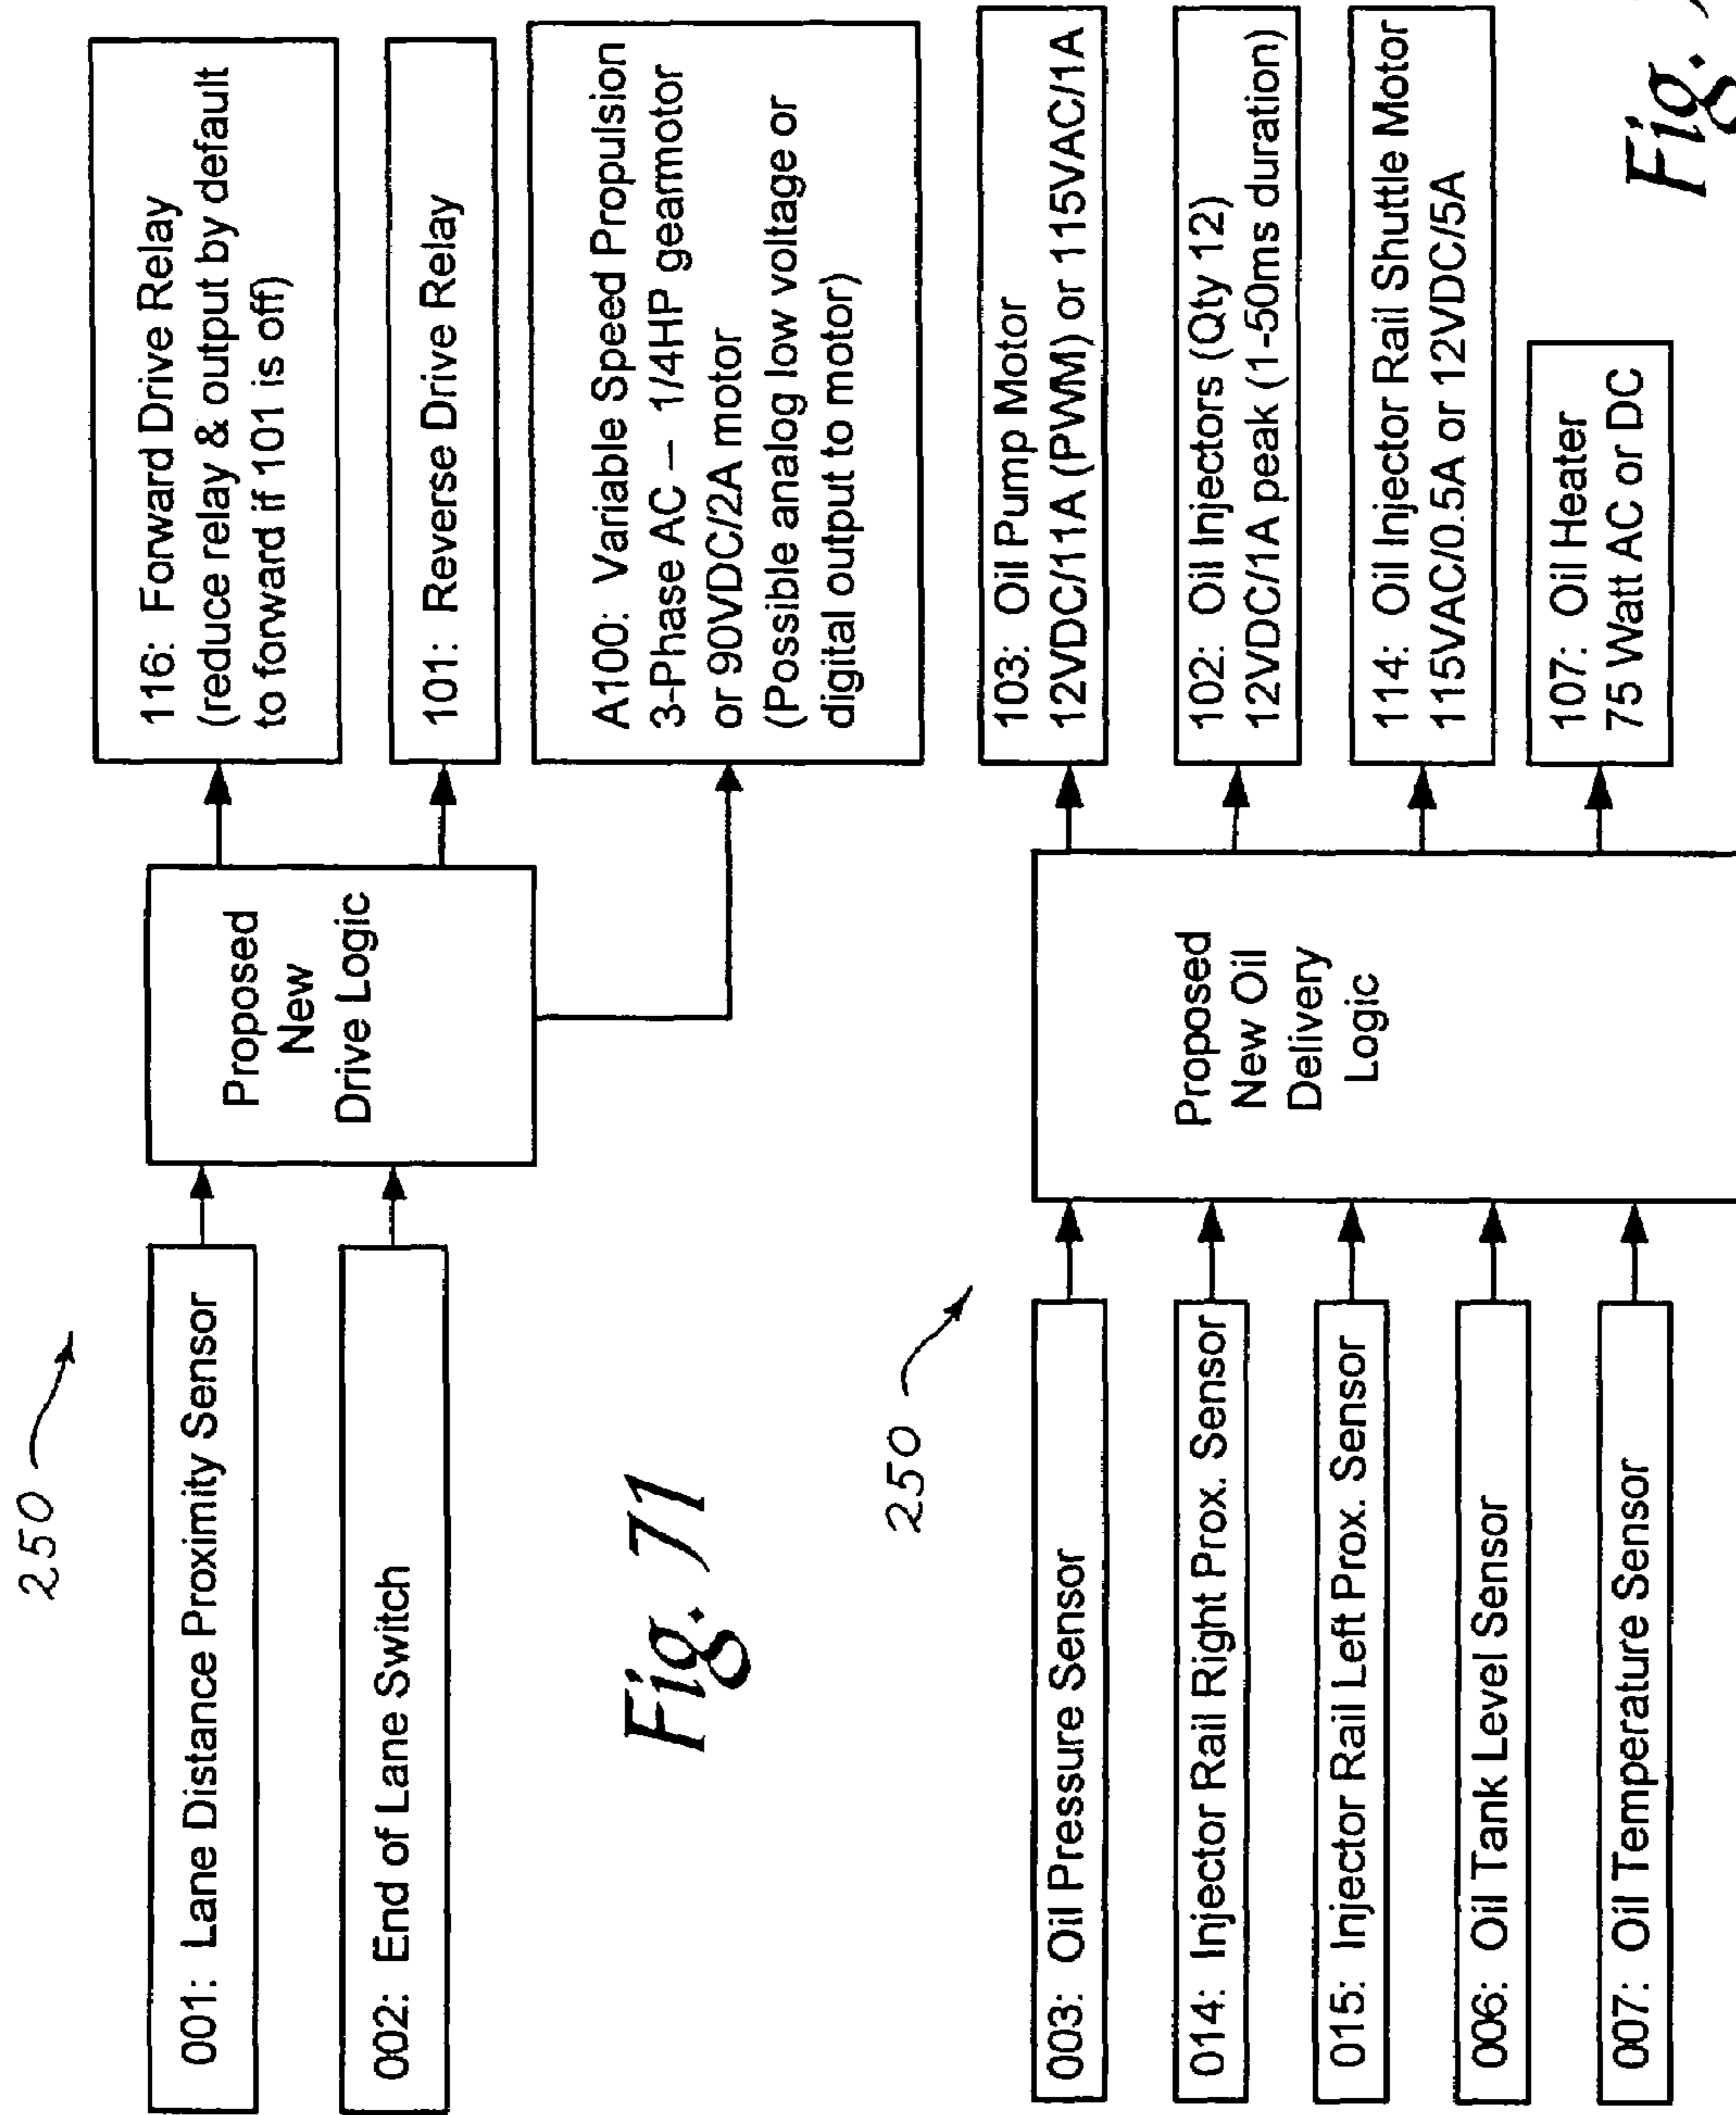 250
001: Lane Distance Proximity Sensor
002: End of Lane Switch
Proposed
New
Drive Logic
116: Forward Drive Relay
(reduce relay & output by default
to forward if 101 is off)
101: Reverse Drive Relay
A100: Variable Speed Propulsion
3-Phase AC – 1/4HP gearmotor
or 90VDC/2A motor
(Possible analog low voltage or
digital output to motor)
Fig. 71
250
003: Oil Pressure Sensor
014: Injector Rail Right Prox. Sensor
015: Injector Rail Left Prox. Sensor
006: Oil Tank Level Sensor
007: Oil Temperature Sensor
Proposed
New Oil
Delivery
Logic
103: Oil Pump Motor
12VDC/11A (PWM) or 115VAC/1A
102: Oil Injectors (Qty 12)
12VDC/1A peak (1-50ms duration)
114: Oil Injector Rail Shuttle Motor
115VAC/0.5A or 12VDC/5A
107: Oil Heater
75 Watt AC or DC
Fig.